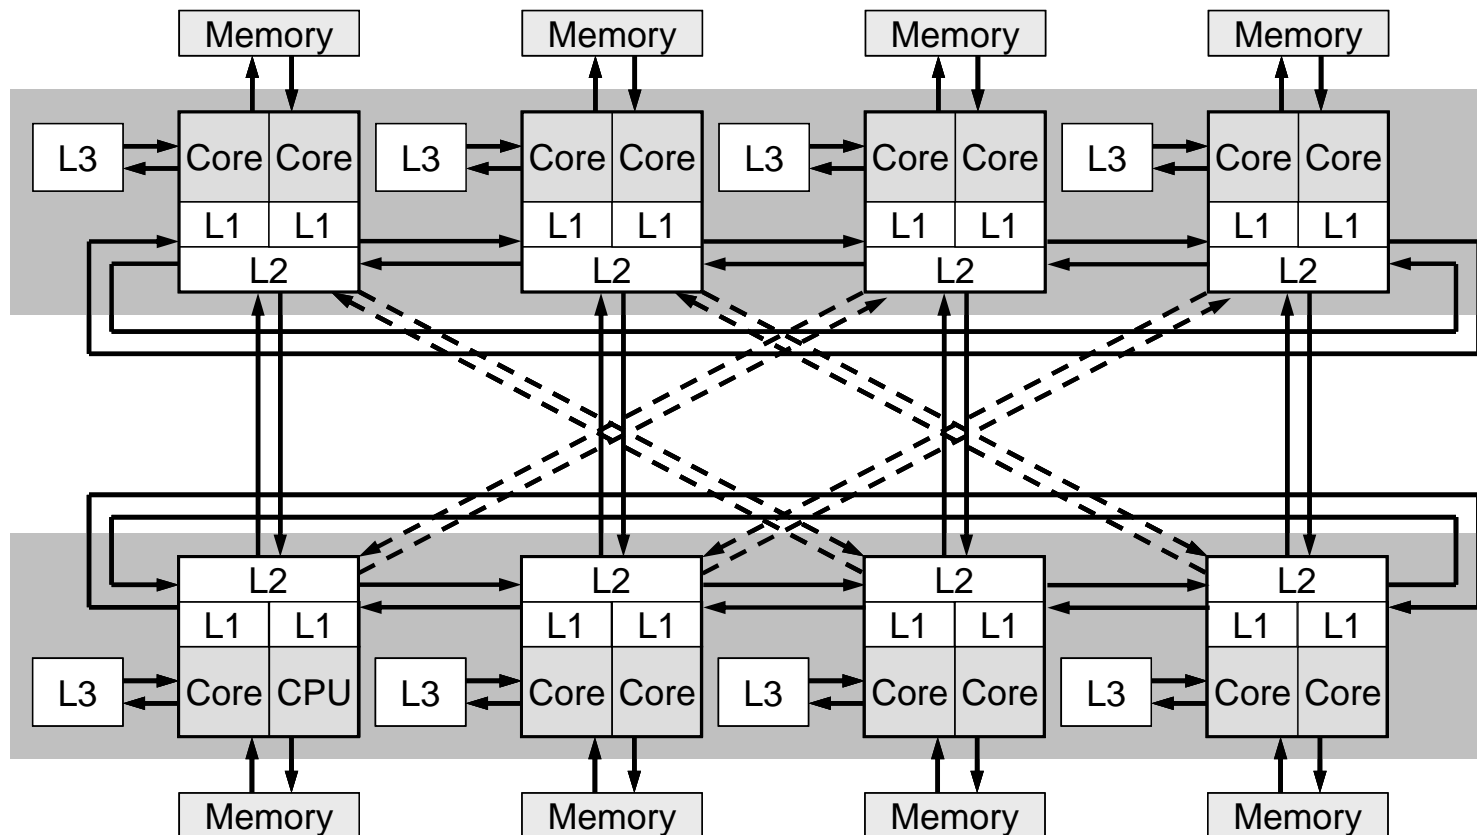 Memory Memory Memory Memory
L3 Core Core L3 Core Core L3 Core Core L3 Core Core
L1 L1 L1 L1 L1 L1 L1 L1
L2 L2 L2 L2
L2 L2 L2 L2
L1 L1 L1 L1 L1 L1 L1 L1
L3 Core CPU L3 Core Core L3 Core Core L3 Core Core
Memory Memory Memory Memory